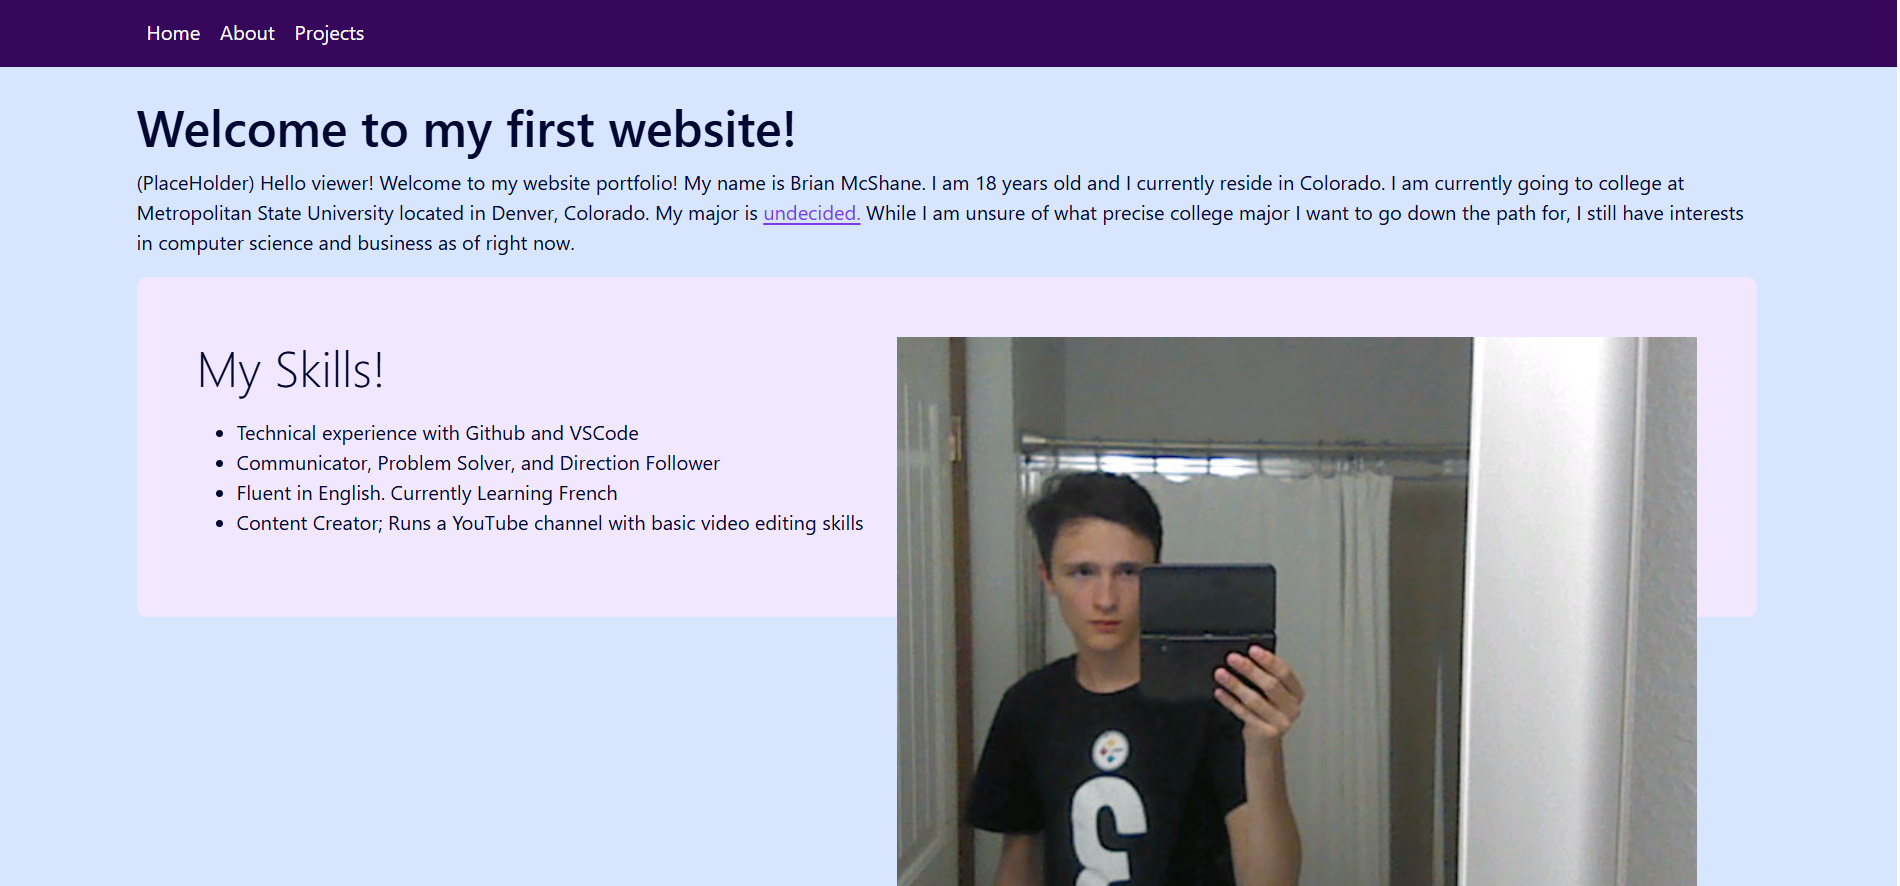 Home About Projects
Welcome to my first website!
(PlaceHolder) Hello viewer! Welcome to my website portfolio! My name is Brian McShane. I am 18 years old and I currently reside in Colorado. I am currently going to college at
Metropolitan State University located in Denver, Colorado. My major is undecided. While I am unsure of what precise college major I want to go down the path for, I still have interests
in computer science and business as of right now.
My Skills!
• Technical experience with Github and VSCode
• Communicator, Problem Solver, and Direction Follower
• Fluent in English. Currently Learning French
• Content Creator; Runs a YouTube channel with basic video editing skills